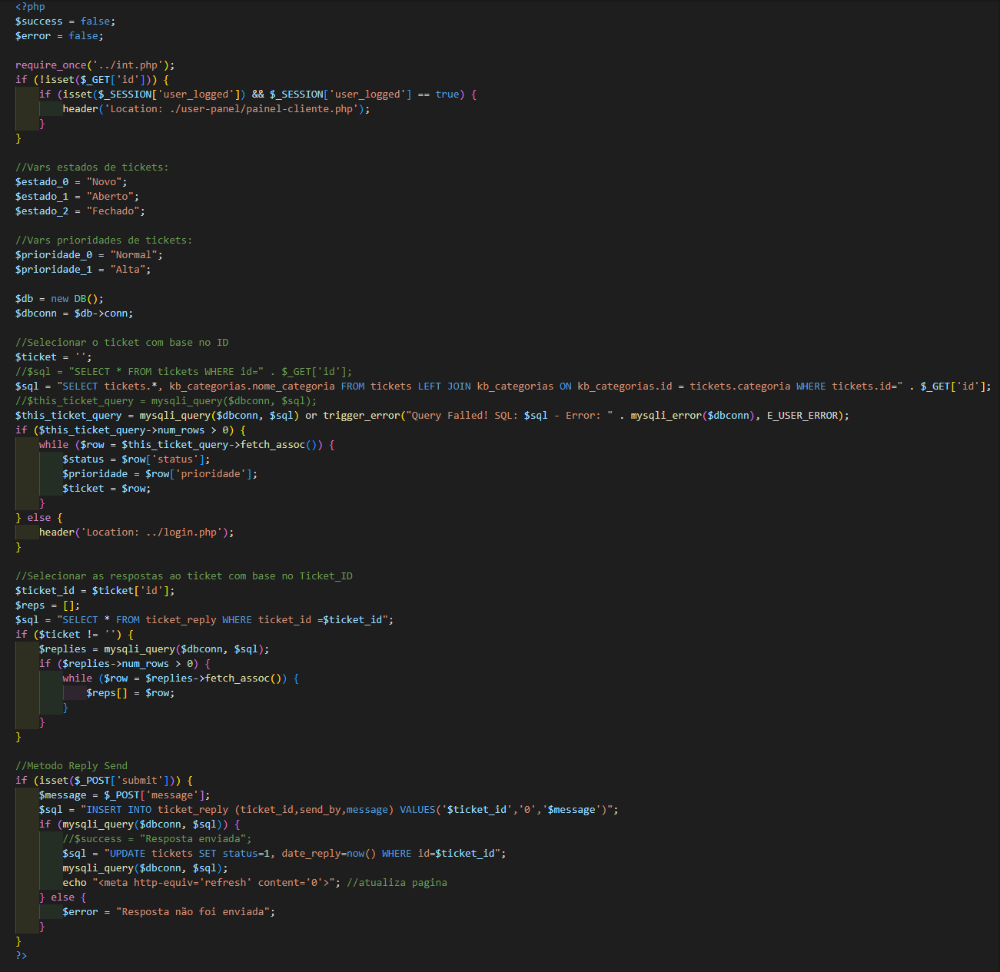 <?php
$success = false;
$error = false;
require_once('../int.php');
if (!isset($_GET['id'])) {
if (isset($_SESSION['user_logged']) && $_SESSION['user_logged'] == true) {
header('Location: ./user-panel/painel-cliente.php');
}
}
//Vars estados de tickets:
$estado_0 = "Novo";
$estado_1 = "Aberto";
$estado_2 = "Fechado";
//Vars prioridades de tickets:
$prioridade_0 = "Normal";
$prioridade_1 = "Alta";
$db = new DB();
$dbconn = $db->conn;
//Selecionar o ticket com base no ID
$ticket = '';
//$sql = "SELECT * FROM tickets WHERE id=" . $_GET['id'];
$sql = "SELECT tickets.*, kb_categorias.nome_categoria FROM tickets LEFT JOIN kb_categorias ON kb_categorias.id = tickets.categoria WHERE tickets.id=" . $_GET['id'];
//$this_ticket_query = mysqli_query($dbconn, $sql);
$this_ticket_query = mysqli_query($dbconn, $sql) or trigger_error("Query Failed! SQL: $sql - Error: " . mysqli_error($dbconn), E_USER_ERROR);
if ($this_ticket_query->num_rows > 0) {
while ($row = $this_ticket_query->fetch_assoc()) {
$status = $row['status'];
$prioridade = $row['prioridade'];
$ticket = $row;
}
} else {
header('Location: ../login.php');
}
//Selecionar as respostas ao ticket com base no Ticket_ID
$ticket_id = $ticket['id'];
$reps = [];
$sql = "SELECT * FROM ticket_reply WHERE ticket_id =$ticket_id";
if ($ticket != '') {
$replies = mysqli_query($dbconn, $sql);
if ($replies->num_rows > 0) {
while ($row = $replies->fetch_assoc()) {
$reps[] = $row;
}
}
}
//Metodo Reply Send
if (isset($_POST['submit'])) {
$message = $_POST['message'];
$sql = "INSERT INTO ticket_reply (ticket_id,send_by,message) VALUES('$ticket_id','0','$message')";
if (mysqli_query($dbconn, $sql)) {
//$success = "Resposta enviada";
$sql = "UPDATE tickets SET status=1, date_reply=now() WHERE id=$ticket_id";
mysqli_query($dbconn, $sql);
echo "<meta http-equiv='refresh' content='0'>"; //atualiza pagina
} else {
$error = "Resposta não foi enviada";
}
}
?>